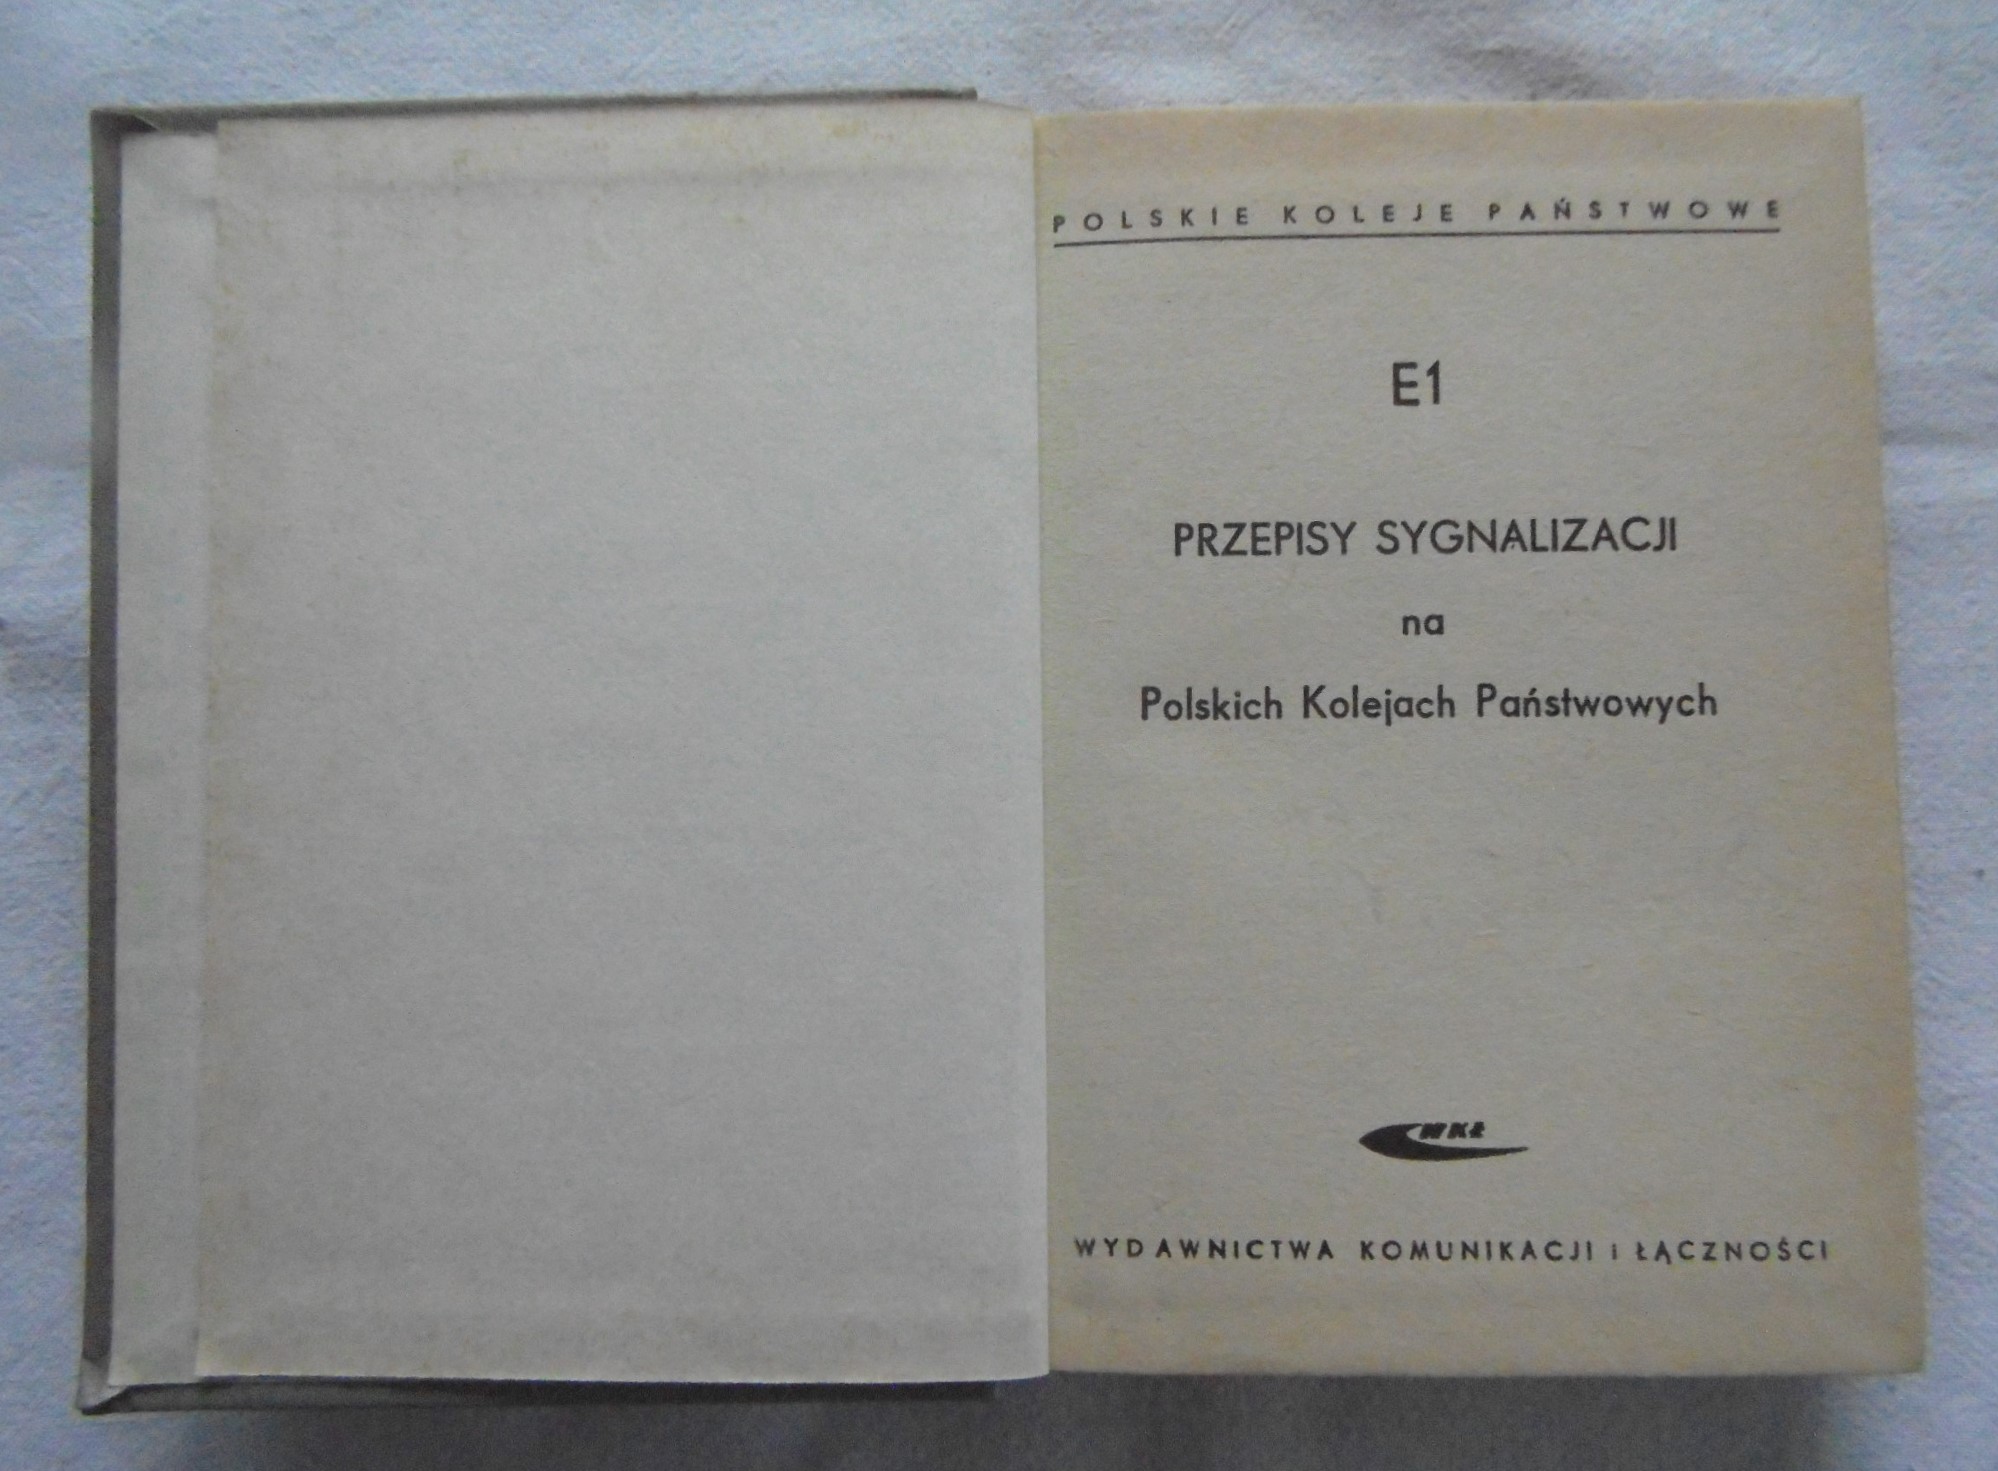 POLSKIE KOLEJE PAŃSTWOWE
E1
PRZEPISY SYGNALIZACJI
na
Polskich Kolejach Państwowych
WKŁ
WYDAWNICTWA KOMUNIKACJI i ŁĄCZNOŚCI